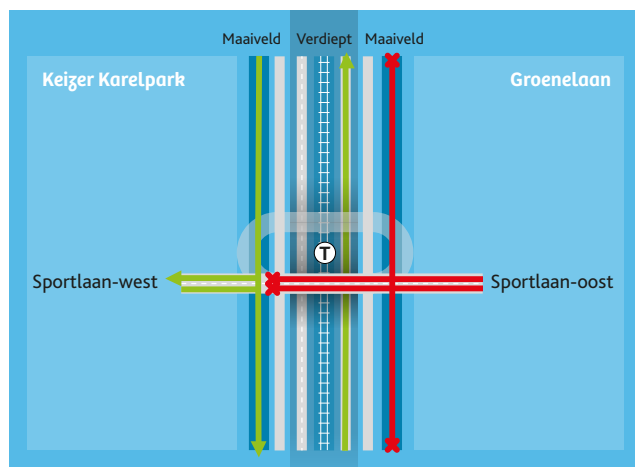 Maaiveld Verdiept Maaiveld
Keizer Karelpark Groenelaan
T
Sportlaan-west Sportlaan-oost